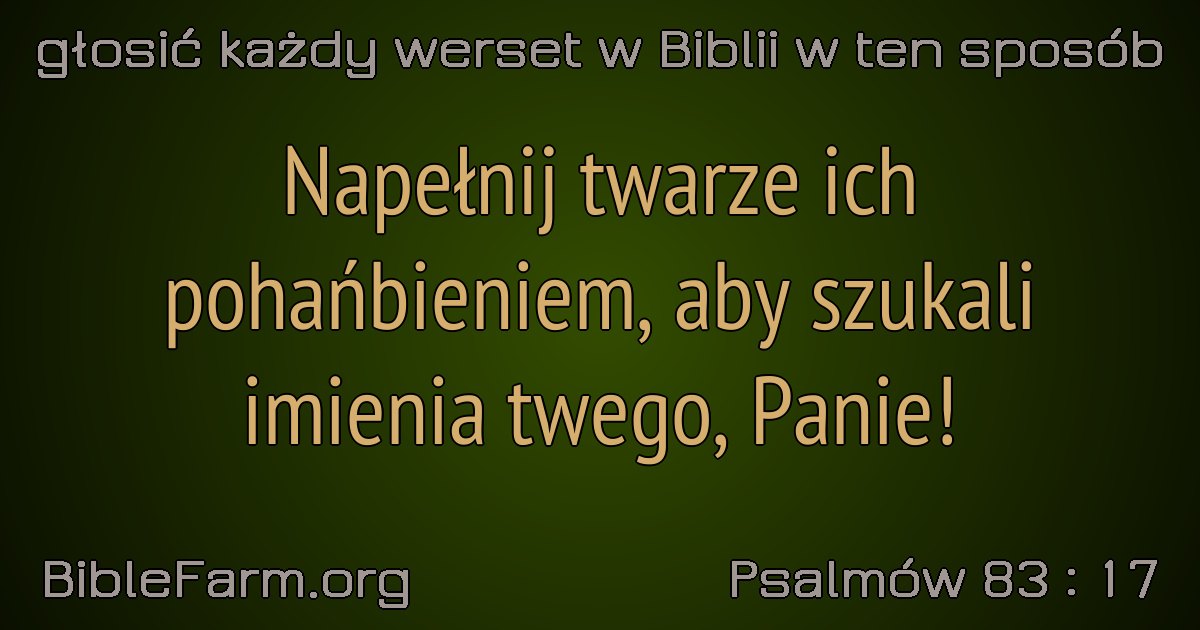 głosić każdy werset w Biblii w ten sposób
Napełnij twarze ich
pohańbieniem, aby szukali
imienia twego, Panie!
BibleFarm.org
Psalmów 83 : 17